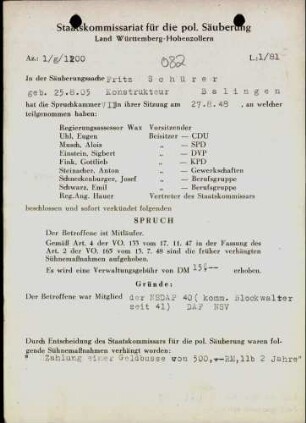 Staatskommissariat für die pol. Säuberung
Land Württemberg-Hohenzollern
Az.: 1/g/1200 082 L:1/81
In der Säuberungssache Fritz Schürer
geb. 25.8.05 Konstrukteur Balingen
hat die Spruchkammer in ihrer Sitzung am 27.8.48, an welcher
teilgenommen haben:
Regierungsassessor Wax Vorsitzender
Uhl, Eugen Beisitzer — CDU
Mauch, Alois „ — SPD
Einstein, Sigbert „ — DVP
Fink, Gottlieb „ — KPD
Steinacher, Anton „ — Gewerkschaften
Schneckenburger, Josef „ — Berufsgruppe
Schwarz, Emil „ — Berufsgruppe
Reg.Ang. Hauer Vertreter des Staatskommissars
beschlossen und sofort verkündet folgenden
SPRUCH
Der Betroffene ist Mitläufer.
Gemäß Art. 4 der VO. 133 vom 17. 11. 47 in der Fassung des
Art. 2 der VO. 165 vom 13. 7. 48 sind die früher verhängten
Sühnemaßnahmen aufgehoben.
Es wird eine Verwaltungsgebühr von DM 15.-- erhoben.
Gründe:
Der Betroffene war Mitglied der NSDAP 40 (komm. Blockwalter
seit 41) DAF NSV
Durch Entscheidung des Staatskommissars für die pol. Säuberung waren fol-
gende Sühnemaßnahmen verhängt worden:
" Zahlung einer Geldbusse von 500,--RM, 11b 2 Jahre"